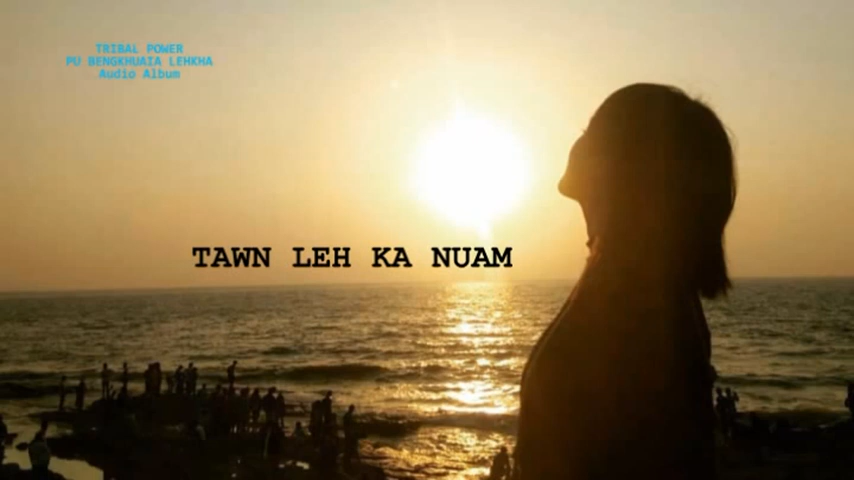 TRIBAL POWER
PU BENGKHUAIA LEHKHA
Audio Album
TAWN LEH KA NUAM